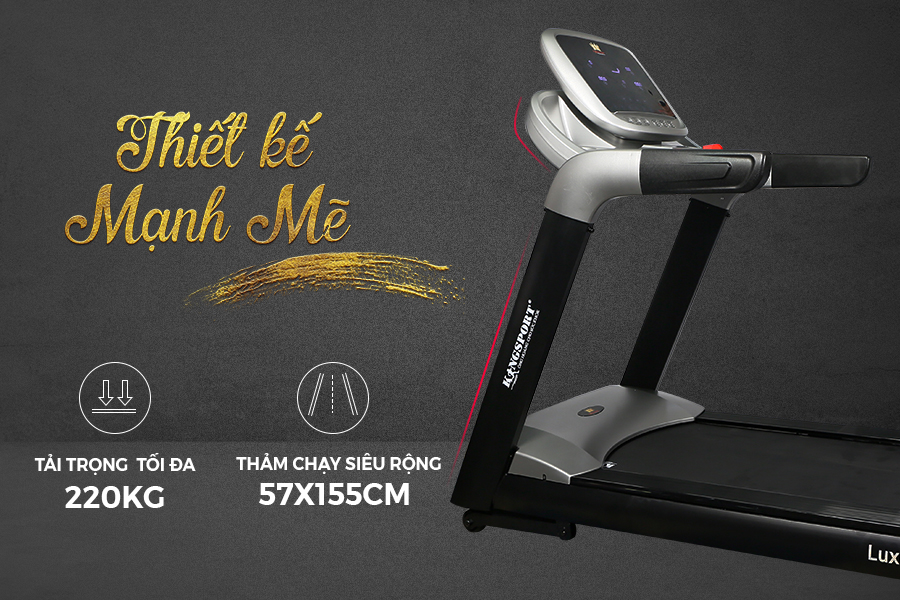 Thiết kế
Mạnh Mẽ
TẢI TRỌNG TỐI ĐA
220KG
THẢM CHẠY SIÊU RỘNG
57X155CM
KINGSPORT®
Lux